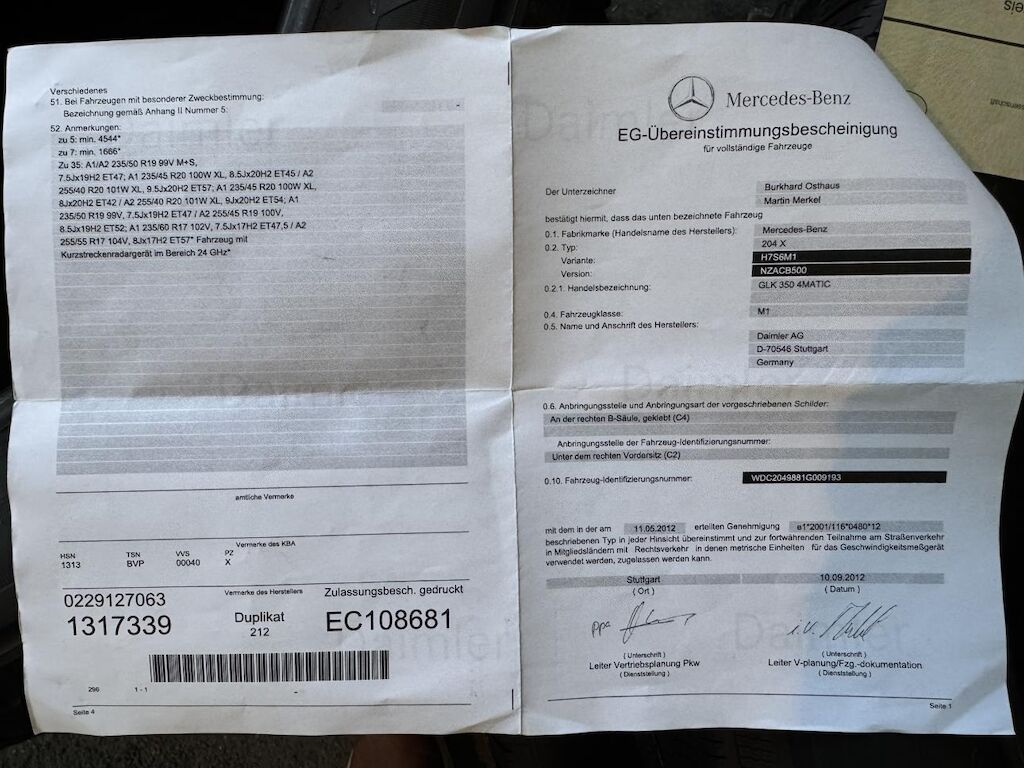 Verschiedenes
51. Bei Fahrzeugen mit besonderer Zweckbestimmung:
Bezeichnung gemäß Anhang II Nummer 5:
-
52. Anmerkungen:
zu 5: min. 4544*
zu 7: min. 1666*
Zu 35: A1/A2 235/50 R19 99V M+S,
7.5Jx19H2 ET47; A1 235/45 R20 100W XL, 8.5Jx20H2 ET45 / A2
255/40 R20 101W XL, 9.5Jx20H2 ET57; A1 235/45 R20 100W XL,
8Jx20H2 ET42 / A2 255/40 R20 101W XL, 9Jx20H2 ET54; A1
235/50 R19 99V, 7.5Jx19H2 ET47 / A2 255/45 R19 100V,
8.5Jx19H2 ET52; A1 235/60 R17 102V, 7.5Jx17H2 ET47,5 / A2
255/55 R17 104V, 8Jx17H2 ET57* Fahrzeug mit
Kurzstreckenradargerät im Bereich 24 GHz*
amtliche Vermerke
Vermerke des KBA
HSN TSN VVS PZ
1313 BVP 00040 X
Vermerke des Herstellers
Zulassungsbesch. gedruckt
0229127063
1317339
Duplikat
212
EC108681
296 1 - 1 -
Seite 4
Mercedes-Benz
EG-Übereinstimmungsbescheinigung
für vollständige Fahrzeuge
Der Unterzeichner
Burkhard Osthaus
Martin Merkel
bestätigt hiermit, dass das unten bezeichnete Fahrzeug
0.1. Fabrikmarke (Handelsname des Herstellers): Mercedes-Benz
0.2. Typ: 204 X
Variante: H7S6M1
Version: NZACB500
0.2.1. Handelsbezeichnung: GLK 350 4MATIC
0.4. Fahrzeugklasse: M1
0.5. Name und Anschrift des Herstellers:
Daimler AG
D-70546 Stuttgart
Germany
0.6. Anbringungsstelle und Anbringungsart der vorgeschriebenen Schilder:
An der rechten B-Säule, geklebt (C4)
Anbringungsstelle der Fahrzeug-Identifizierungsnummer:
Unter dem rechten Vordersitz (C2)
0.10. Fahrzeug-Identifizierungsnummer: WDC2049881G009193
mit dem in der am 11.05.2012 erteilten Genehmigung e1*2001/116*0480*12
beschriebenen Typ in jeder Hinsicht übereinstimmt und zur fortwährenden Teilnahme am Straßenverkehr
in Mitgliedsländern mit Rechtsverkehr in denen metrische Einheiten für das Geschwindigkeitsmeßgerät
verwendet werden, zugelassen werden kann.
Stuttgart 10.09.2012
( Ort ) ( Datum )
ppa i.V.
( Unterschrift ) ( Unterschrift )
Leiter Vertriebsplanung Pkw Leiter V-planung/Fzg.-dokumentation
( Dienststellung ) ( Dienststellung )
Seite 1